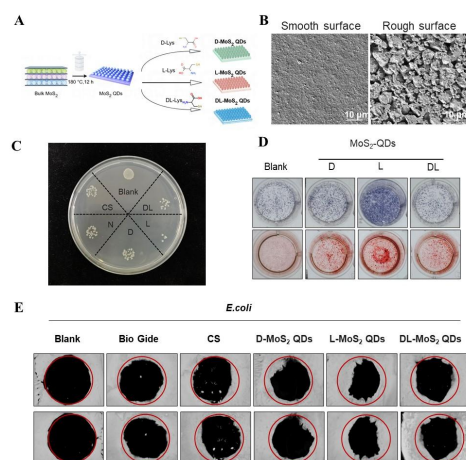 A
D-Lys
D-MoS₂ QDs
180 °C,12 h
L-Lys
L-MoS₂ QDs
Bulk MoS₂
MoS₂ QDs
DL-Lys
DL-MoS₂ QDs
B
Smooth surface
Rough surface
10 μm
10 μm
C
Blank
CS
DL
N
L
D
D
MoS₂-QDs
Blank
D
L
DL
E
E.coli
Blank
Bio Gide
CS
D-MoS₂ QDs
L-MoS₂ QDs
DL-MoS₂ QDs